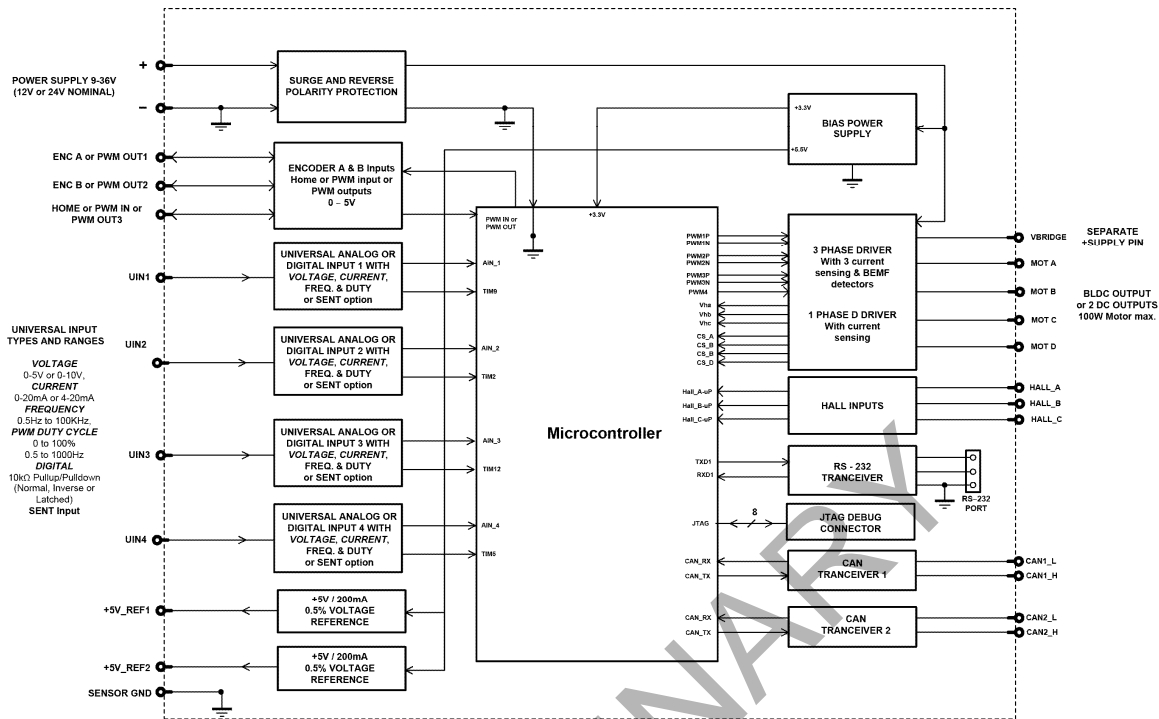 POWER SUPPLY 9-36V
(12V or 24V NOMINAL)
+
–
SURGE AND REVERSE
POLARITY PROTECTION
+3.3V
+5.5V
BIAS POWER
SUPPLY
ENC A or PWM OUT1
ENC B or PWM OUT2
HOME or PWM IN or
PWM OUT3
ENCODER A & B Inputs
Home or PWM input or
PWM outputs
0 – 5V
PWM IN or
PWM OUT
+3.3V
UIN1
UNIVERSAL ANALOG OR
DIGITAL INPUT 1 WITH
VOLTAGE, CURRENT,
FREQ. & DUTY
or SENT option
AIN_1
TIM9
UNIVERSAL INPUT
TYPES AND RANGES
VOLTAGE
0-5V or 0-10V,
CURRENT
0-20mA or 4-20mA
FREQUENCY
0.5Hz to 100KHz,
PWM DUTY CYCLE
0 to 100%
0.5 to 1000Hz
DIGITAL
10kΩ Pullup/Pulldown
(Normal, Inverse or
Latched)
SENT Input
UIN2
UNIVERSAL ANALOG OR
DIGITAL INPUT 2 WITH
VOLTAGE, CURRENT,
FREQ. & DUTY
or SENT option
AIN_2
TIM2
UIN3
UNIVERSAL ANALOG OR
DIGITAL INPUT 3 WITH
VOLTAGE, CURRENT,
FREQ. & DUTY
or SENT option
AIN_3
TIM12
UIN4
UNIVERSAL ANALOG OR
DIGITAL INPUT 4 WITH
VOLTAGE, CURRENT,
FREQ. & DUTY
or SENT option
AIN_4
TIM5
+5V_REF1
+5V / 200mA
0.5% VOLTAGE
REFERENCE
+5V_REF2
+5V / 200mA
0.5% VOLTAGE
REFERENCE
SENSOR GND
Microcontroller
PWM1P
PWM1N
PWM2P
PWM2N
PWM3P
PWM3N
PWM4
Vha
Vhb
Vhc
CS_A
CS_B
CS_B
CS_D
3 PHASE DRIVER
With 3 current
sensing & BEMF
detectors
1 PHASE D DRIVER
With current
sensing
VBRIDGE
MOT A
MOT B
MOT C
MOT D
SEPARATE
+SUPPLY PIN
BLDC OUTPUT
or 2 DC OUTPUTS
100W Motor max.
Hall_A-uP
Hall_B-uP
Hall_C-uP
HALL INPUTS
HALL_A
HALL_B
HALL_C
TXD1
RXD1
RS - 232
TRANCEIVER
RS–232
PORT
JTAG
8
JTAG DEBUG
CONNECTOR
CAN_RX
CAN_TX
CAN
TRANCEIVER 1
CAN1_L
CAN1_H
CAN_RX
CAN_TX
CAN
TRANCEIVER 2
CAN2_L
CAN2_H
INARY